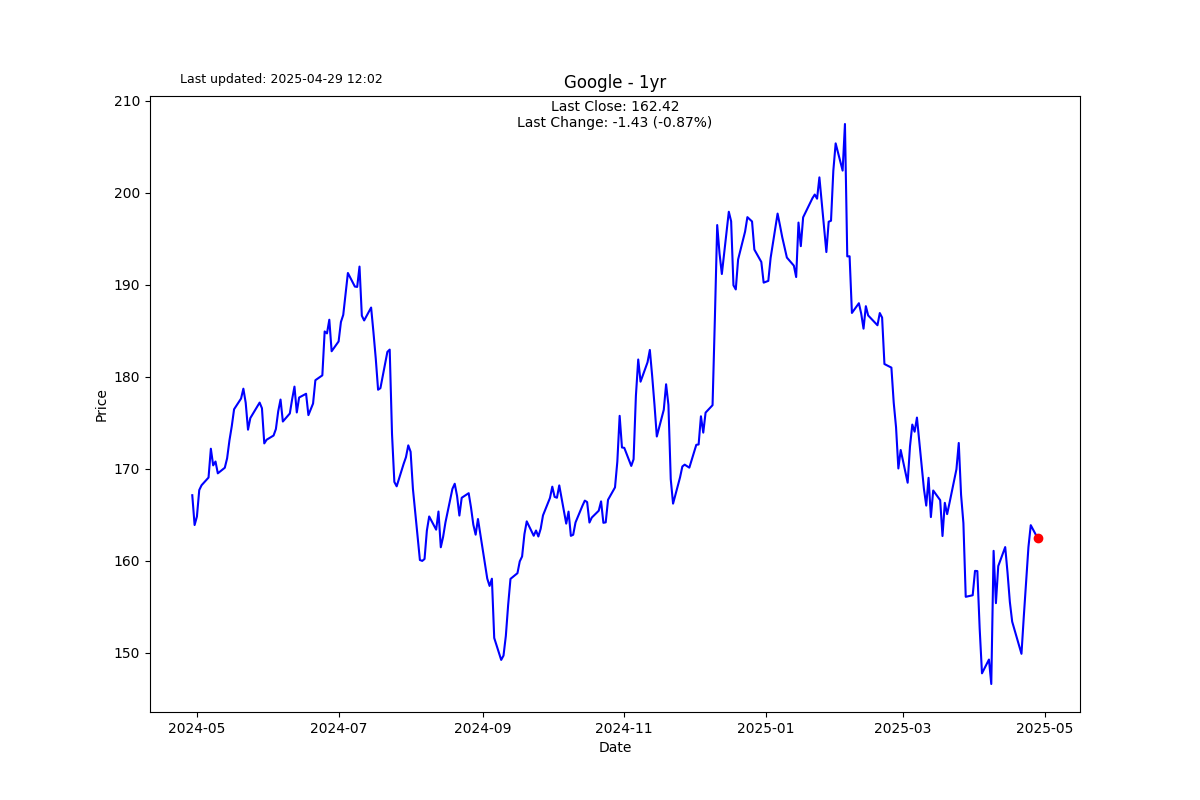 Last updated: 2025-04-29 12:02
Google - 1yr
Last Close: 162.42
Last Change: -1.43 (-0.87%)
210
200
190
180
170
160
150
Price
2024-05
2024-07
2024-09
2024-11
2025-01
2025-03
2025-05
Date